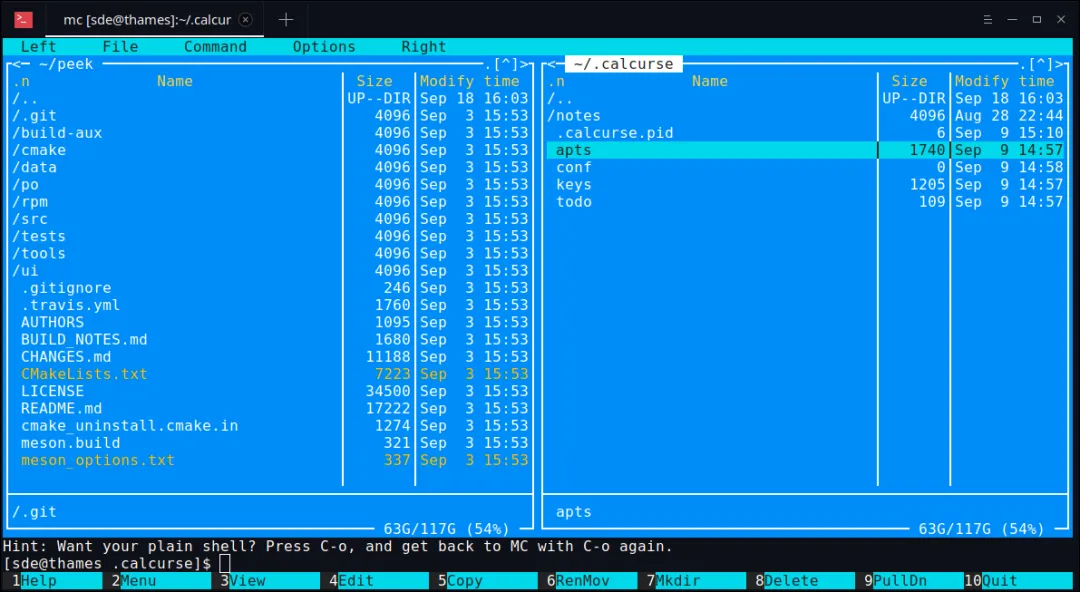 mc [sde@thames]:~/.calcur
Left File Command Options Right
<─ ~/peek .[^]>
.n Name Size Modify time
/.. UP--DIR Sep 18 16:03
/.git 4096 Sep 3 15:53
/build-aux 4096 Sep 3 15:53
/cmake 4096 Sep 3 15:53
/data 4096 Sep 3 15:53
/po 4096 Sep 3 15:53
/rpm 4096 Sep 3 15:53
/src 4096 Sep 3 15:53
/tests 4096 Sep 3 15:53
/tools 4096 Sep 3 15:53
/ui 4096 Sep 3 15:53
.gitignore 246 Sep 3 15:53
.travis.yml 1760 Sep 3 15:53
AUTHORS 1095 Sep 3 15:53
BUILD_NOTES.md 1680 Sep 3 15:53
CHANGES.md 11188 Sep 3 15:53
CMakeLists.txt 7223 Sep 3 15:53
LICENSE 34500 Sep 3 15:53
README.md 17222 Sep 3 15:53
cmake_uninstall.cmake.in 1274 Sep 3 15:53
meson.build 321 Sep 3 15:53
meson_options.txt 337 Sep 3 15:53
/.git
63G/117G (54%)
<─ ~/.calcurse .[^]>
.n Name Size Modify time
/.. UP--DIR Sep 18 16:03
/notes 4096 Aug 28 22:44
.calcurse.pid 6 Sep 9 15:10
apts 1740 Sep 9 14:57
conf 0 Sep 9 14:58
keys 1205 Sep 9 14:57
todo 109 Sep 9 14:57
apts
63G/117G (54%)
Hint: Want your plain shell? Press C-o, and get back to MC with C-o again.
[sde@thames .calcurse]$
1Help 2Menu 3View 4Edit 5Copy 6RenMov 7Mkdir 8Delete 9PullDn 10Quit